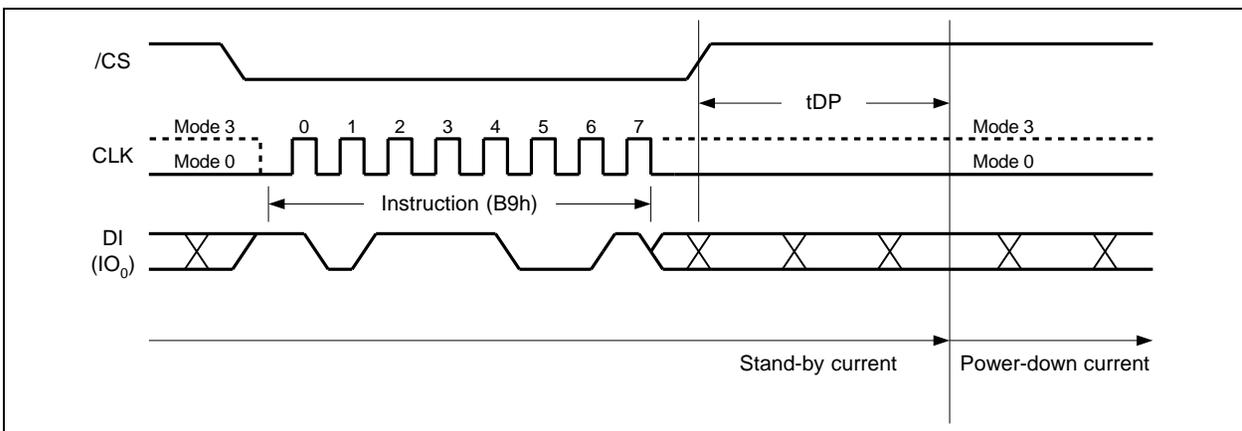 /CS
tDP
Mode 3 0 1 2 3 4 5 6 7 Mode 3
CLK
Mode 0 Mode 0
Instruction (B9h)
DI
(IO0)
Stand-by current Power-down current